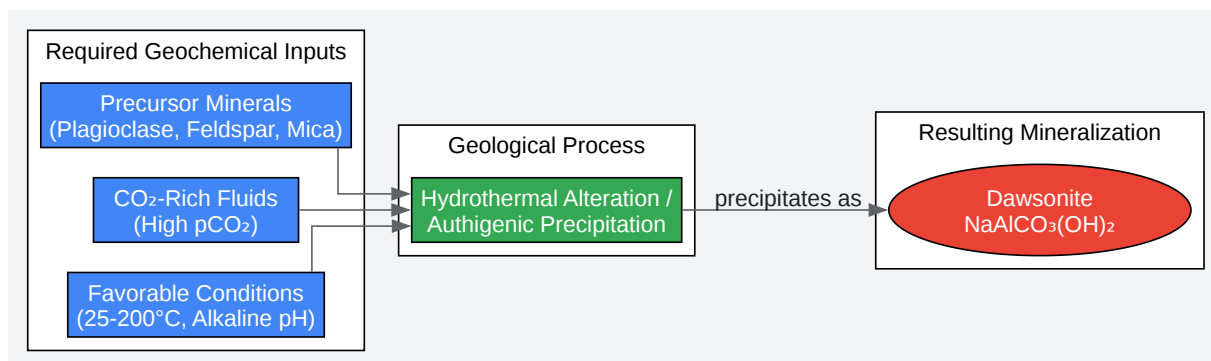 Required Geochemical Inputs
Precursor Minerals
(Plagioclase, Feldspar, Mica)
CO₂-Rich Fluids
(High pCO₂)
Favorable Conditions
(25-200°C, Alkaline pH)
Geological Process
Hydrothermal Alteration /
Authigenic Precipitation
precipitates as
Resulting Mineralization
Dawsonite
NaAlCO₃(OH)₂